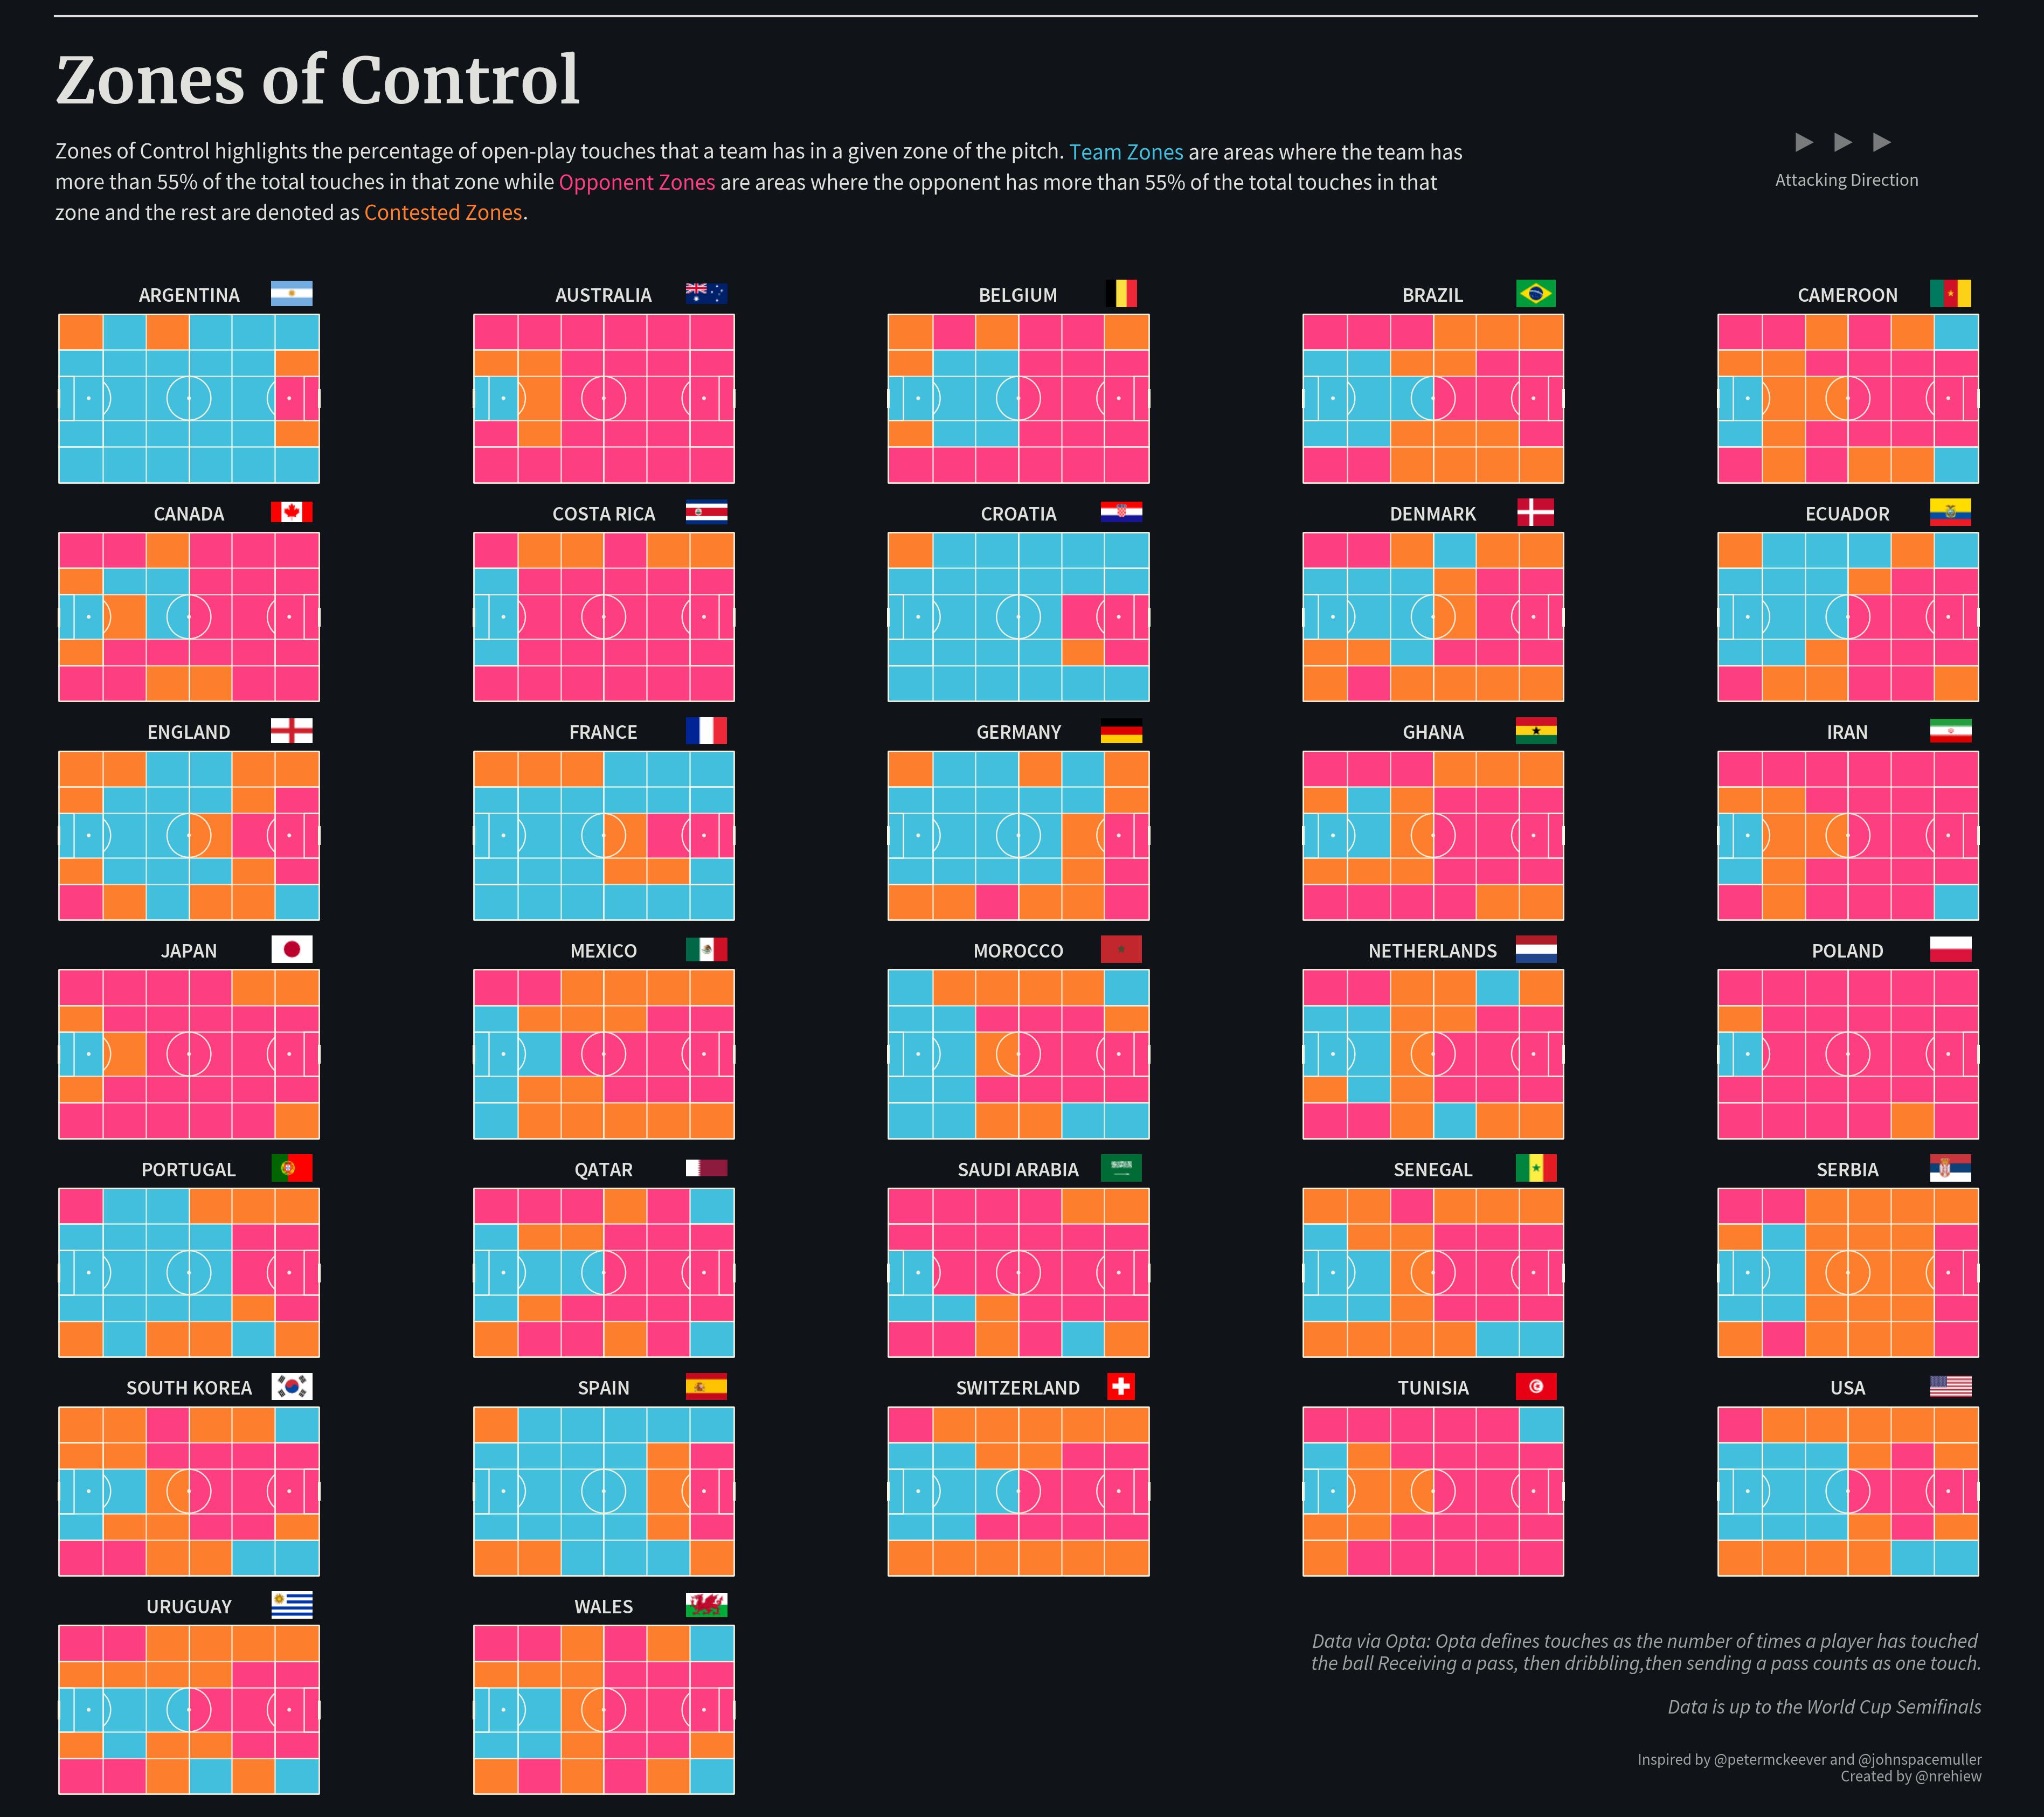 Zones of Control
Zones of Control highlights the percentage of open-play touches that a team has in a given zone of the pitch. Team Zones are areas where the team has
more than 55% of the total touches in that zone while Opponent Zones are areas where the opponent has more than 55% of the total touches in that
zone and the rest are denoted as Contested Zones.
Attacking Direction
ARGENTINA
AUSTRALIA
BELGIUM
BRAZIL
CAMEROON
CANADA
COSTA RICA
CROATIA
DENMARK
ECUADOR
ENGLAND
FRANCE
GERMANY
GHANA
IRAN
JAPAN
MEXICO
MOROCCO
NETHERLANDS
POLAND
PORTUGAL
QATAR
SAUDI ARABIA
SENEGAL
SERBIA
SOUTH KOREA
SPAIN
SWITZERLAND
TUNISIA
USA
URUGUAY
WALES
Data via Opta: Opta defines touches as the number of times a player has touched
the ball Receiving a pass, then dribbling,then sending a pass counts as one touch.
Data is up to the World Cup Semifinals
Inspired by @petermckeever and @johnspacemuller
Created by @nrehiew